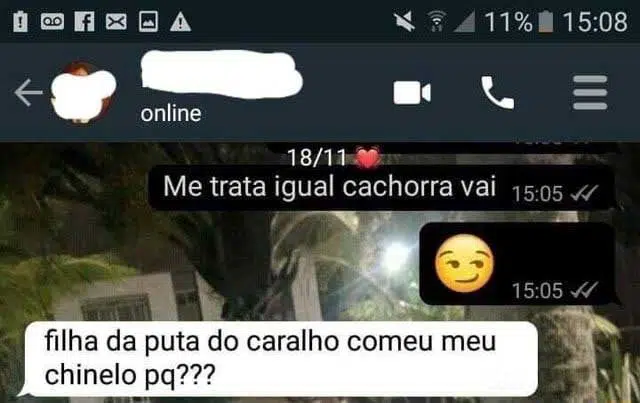 11% 15:08
online
18/11
Me trata igual cachorra vai 15:05
😏 15:05
filha da puta do caralho comeu meu
chinelo pq???